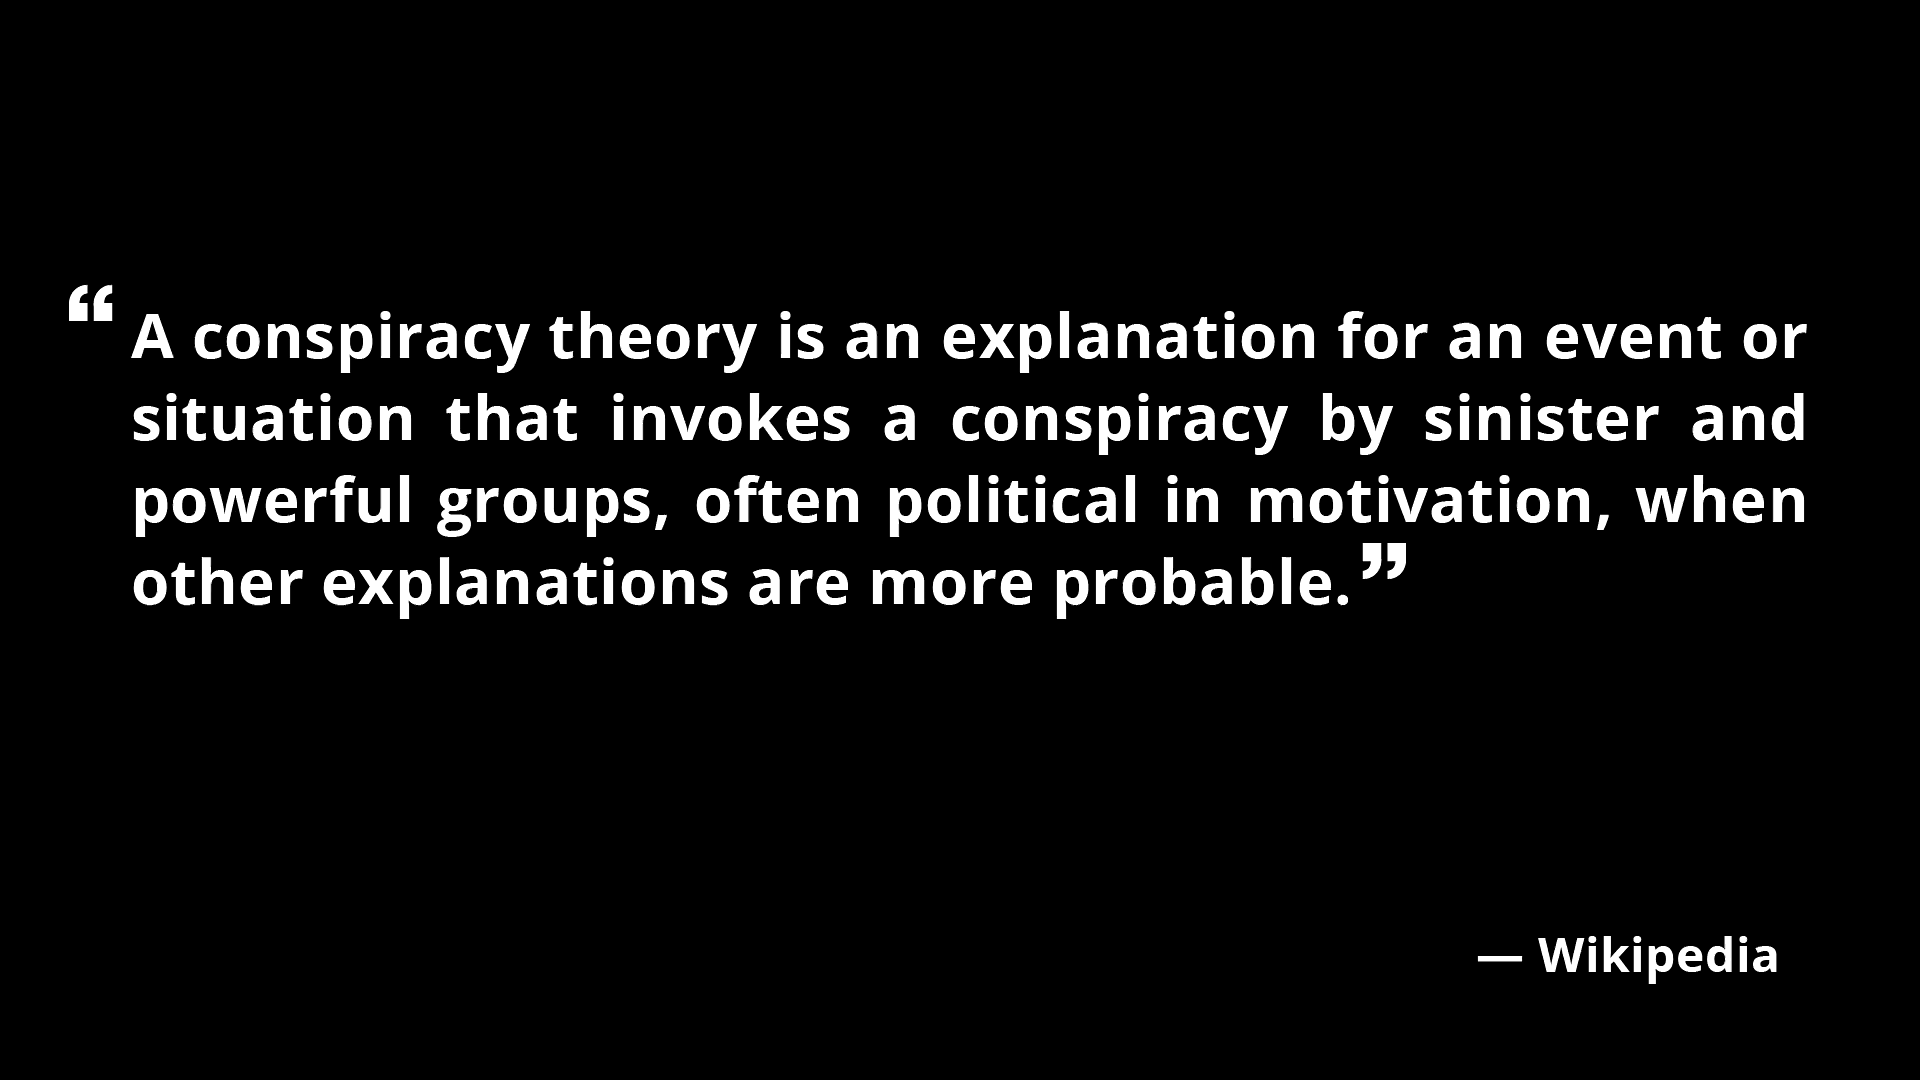 “A conspiracy theory is an explanation for an event or
situation that invokes a conspiracy by sinister and
powerful groups, often political in motivation, when
other explanations are more probable.”
— Wikipedia